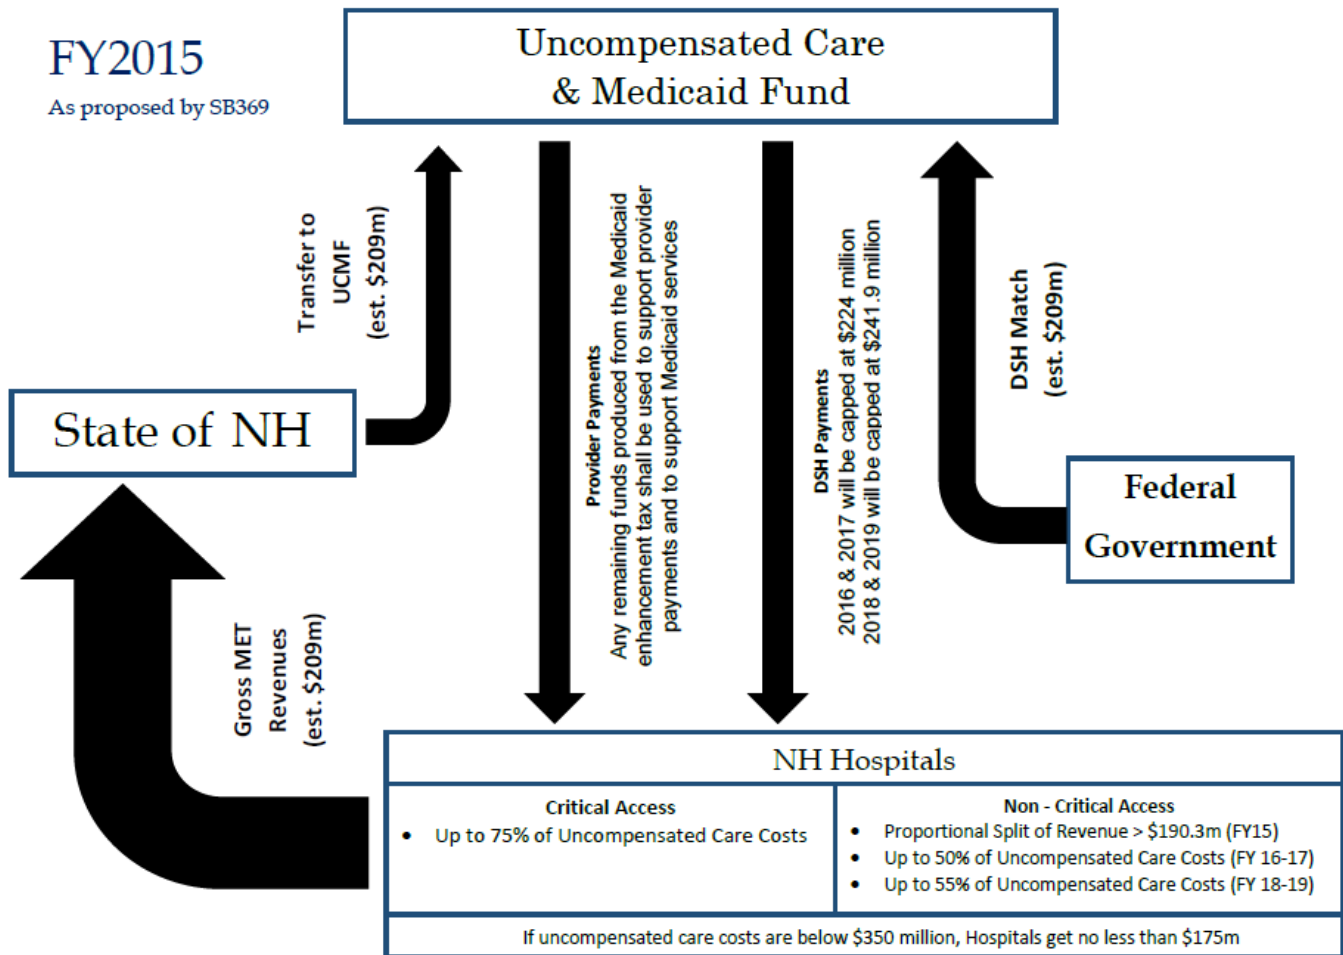 FY2015
As proposed by SB369
Uncompensated Care
& Medicaid Fund
Transfer to
UCMF
(est. $209m)
Provider Payments
Any remaining funds produced from the Medicaid
enhancement tax shall be used to support provider
payments and to support Medicaid services
DSH Payments
2016 & 2017 will be capped at $224 million
2018 & 2019 will be capped at $241.9 million
DSH Match
(est. $209m)
State of NH
Federal
Government
Gross MET
Revenues
(est. $209m)
NH Hospitals
Critical Access
• Up to 75% of Uncompensated Care Costs
Non - Critical Access
• Proportional Split of Revenue > $190.3m (FY15)
• Up to 50% of Uncompensated Care Costs (FY 16-17)
• Up to 55% of Uncompensated Care Costs (FY 18-19)
If uncompensated care costs are below $350 million, Hospitals get no less than $175m